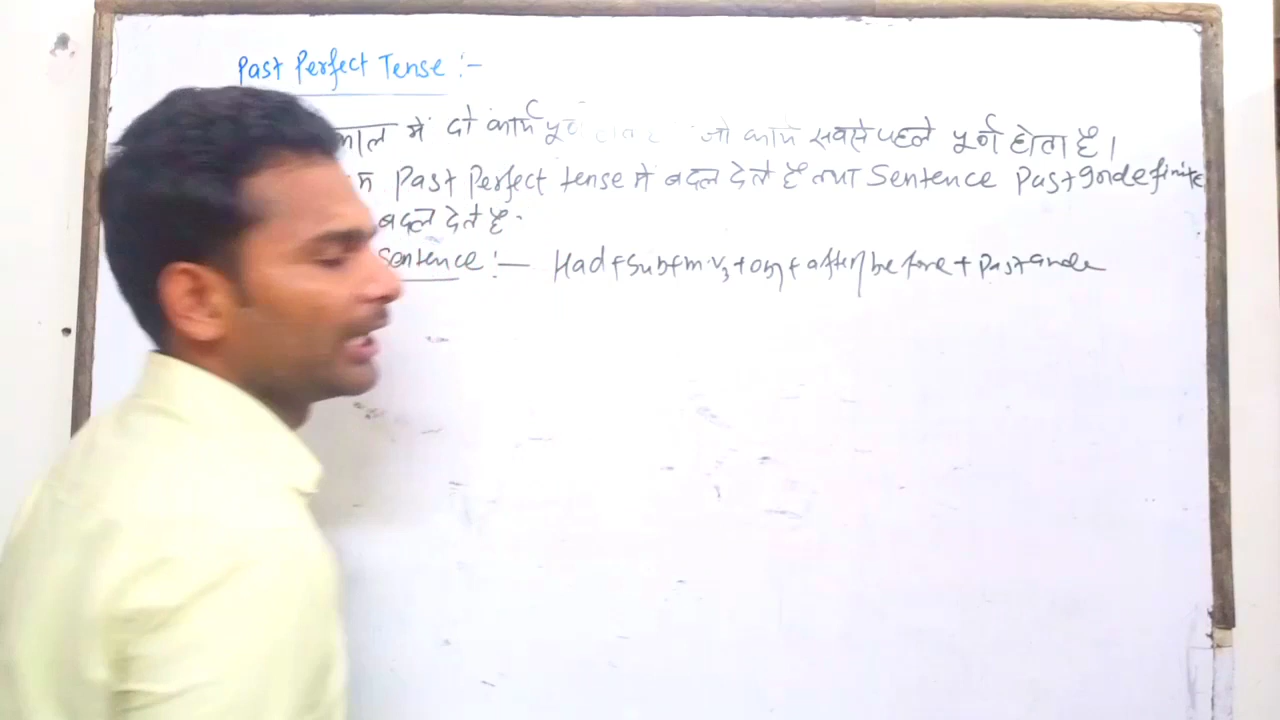 Past Perfect Tense :-
काल में दो कार्य पूर्ण जो कार्य सबसे पहले पूर्ण होता है।
Past Perfect tense में बदल देते है तथा Sentence Past Indefinite
बदल देते है-
Sentence :- Had + Sub + m.v3 + obj + after/before + Past Inde